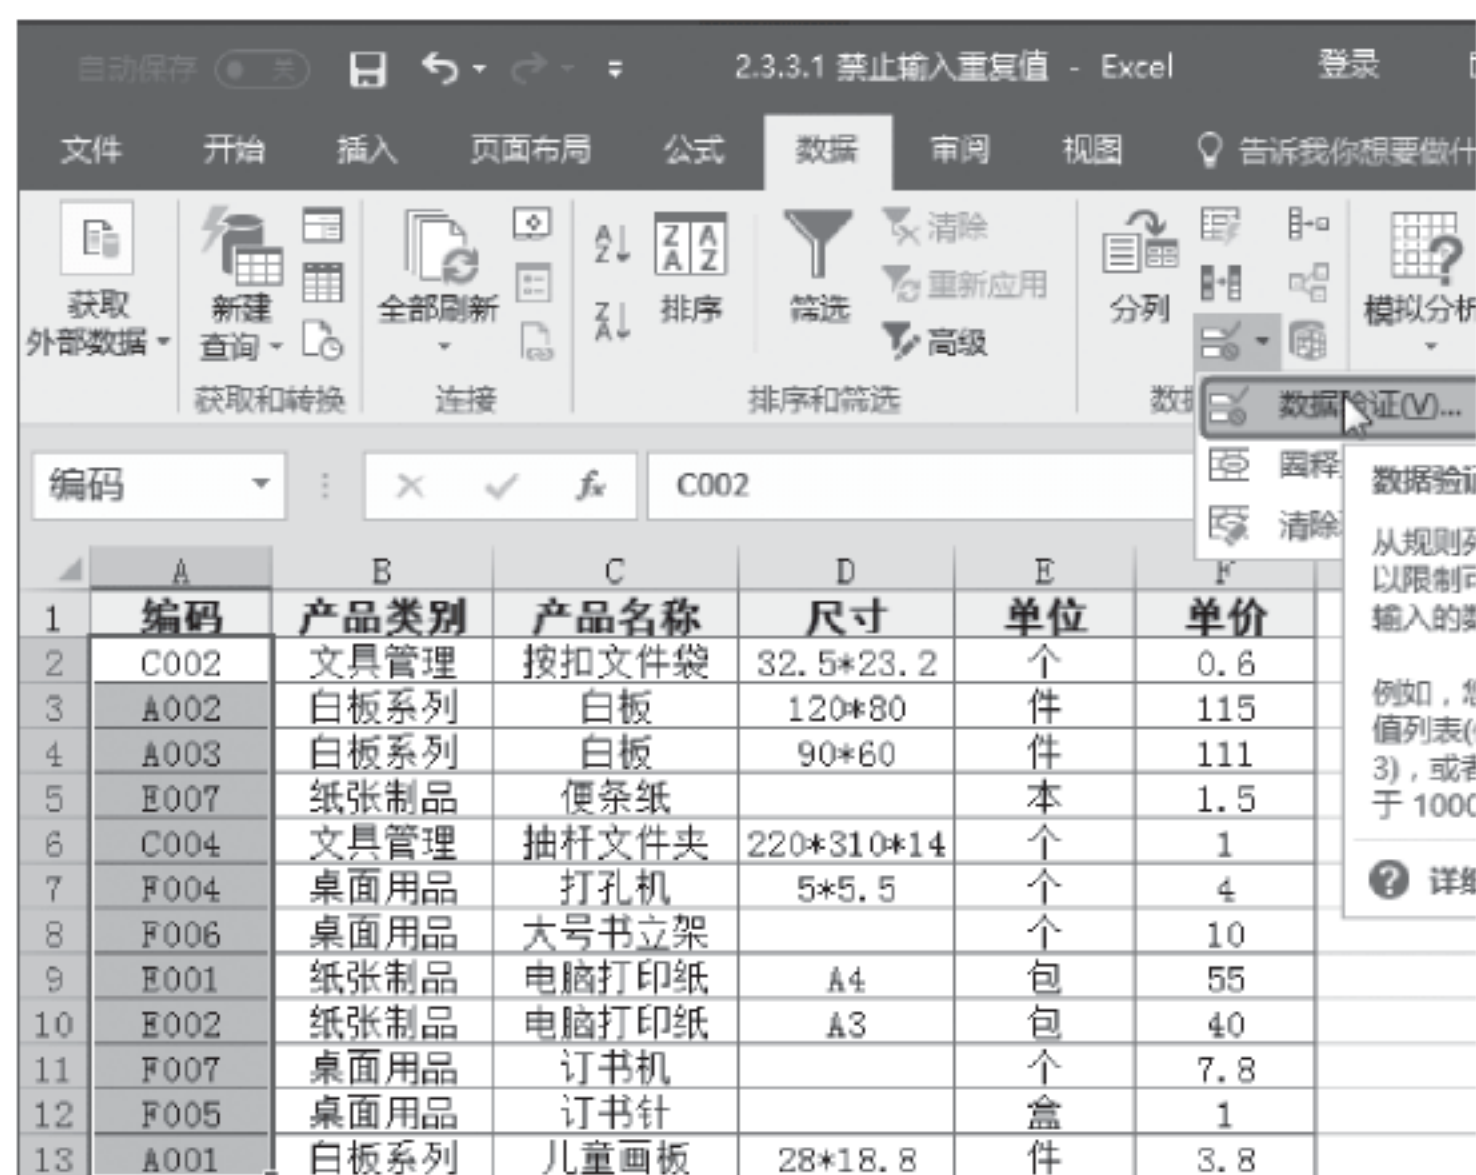 自动保存 关 2.3.3.1 禁止输入重复值 - Excel 登录
文件 开始 插入 页面布局 公式 数据 审阅 视图 告诉我你想要做什
获取 外部数据
新建 查询
全部刷新
排序
筛选
清除
重新应用
高级
分列
模拟分析
获取和转换 连接 排序和筛选 数据
数据验证(V)...
圈释
清除
数据验证
从规则列
以限制可
输入的数
例如，您
值列表(
3)，或者
于 1000
详细
编码 fx C002
A B C D E F
1 编码 产品类别 产品名称 尺寸 单位 单价
2 C002 文具管理 按扣文件袋 32.5*23.2 个 0.6
3 A002 白板系列 白板 120*80 件 115
4 A003 白板系列 白板 90*60 件 111
5 E007 纸张制品 便条纸 本 1.5
6 C004 文具管理 抽杆文件夹 220*310*14 个 1
7 F004 桌面用品 打孔机 5*5.5 个 4
8 F006 桌面用品 大号书立架 个 10
9 E001 纸张制品 电脑打印纸 A4 包 55
10 E002 纸张制品 电脑打印纸 A3 包 40
11 F007 桌面用品 订书机 个 7.8
12 F005 桌面用品 订书针 盒 1
13 A001 白板系列 儿童画板 28*18.8 件 3.8